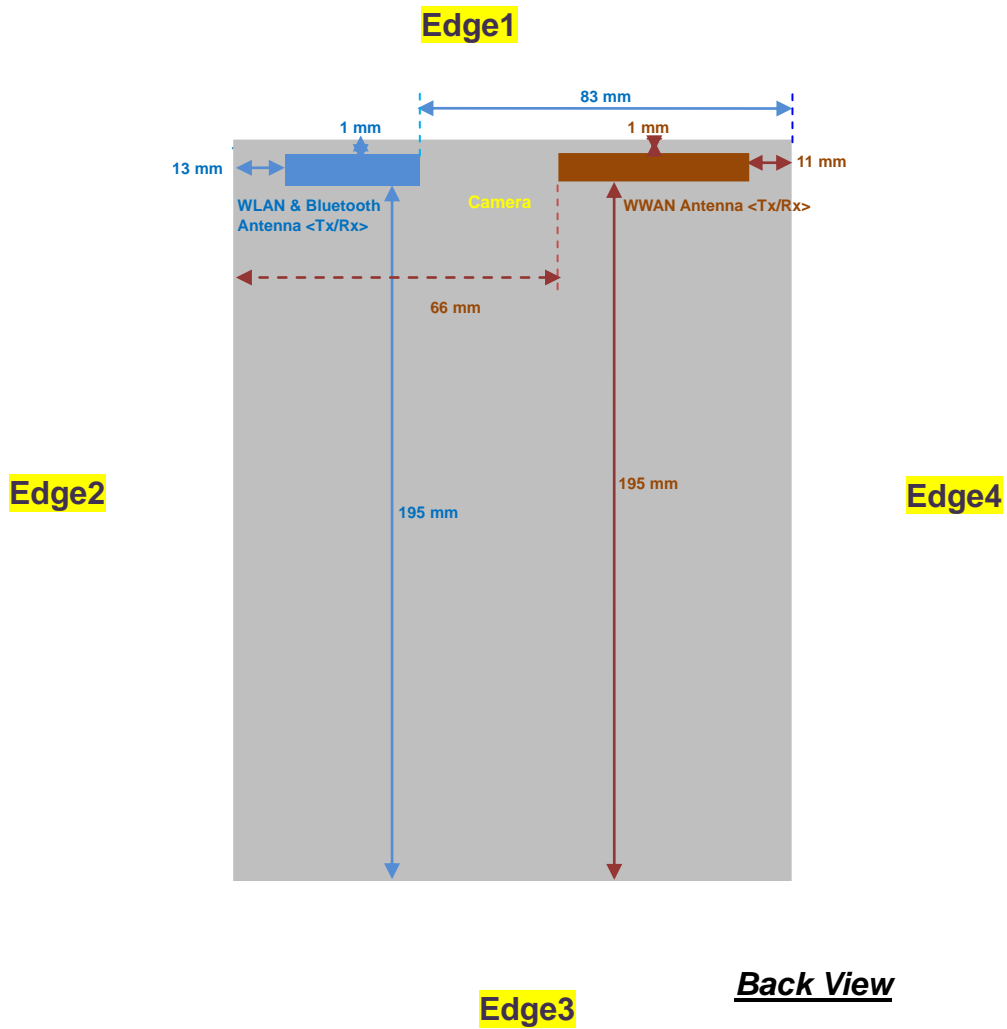 Edge1
83 mm
1 mm
1 mm
13 mm
11 mm
WLAN & Bluetooth
Antenna <Tx/Rx>
Camera
WWAN Antenna <Tx/Rx>
66 mm
Edge2
195 mm
195 mm
Edge4
Back View
Edge3